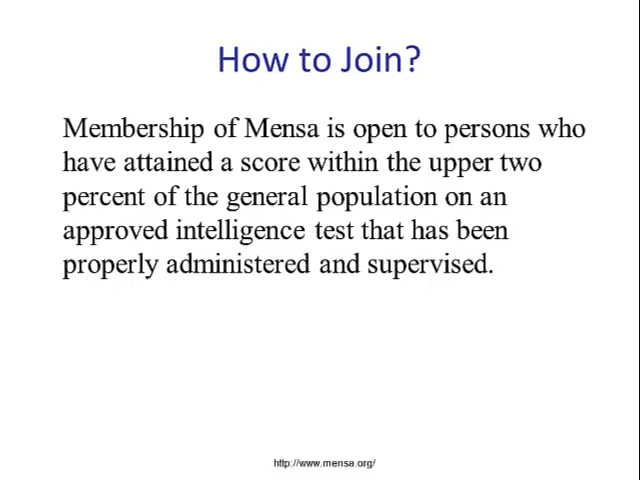 How to Join?
Membership of Mensa is open to persons who
have attained a score within the upper two
percent of the general population on an
approved intelligence test that has been
properly administered and supervised.
http://www.mensa.org/